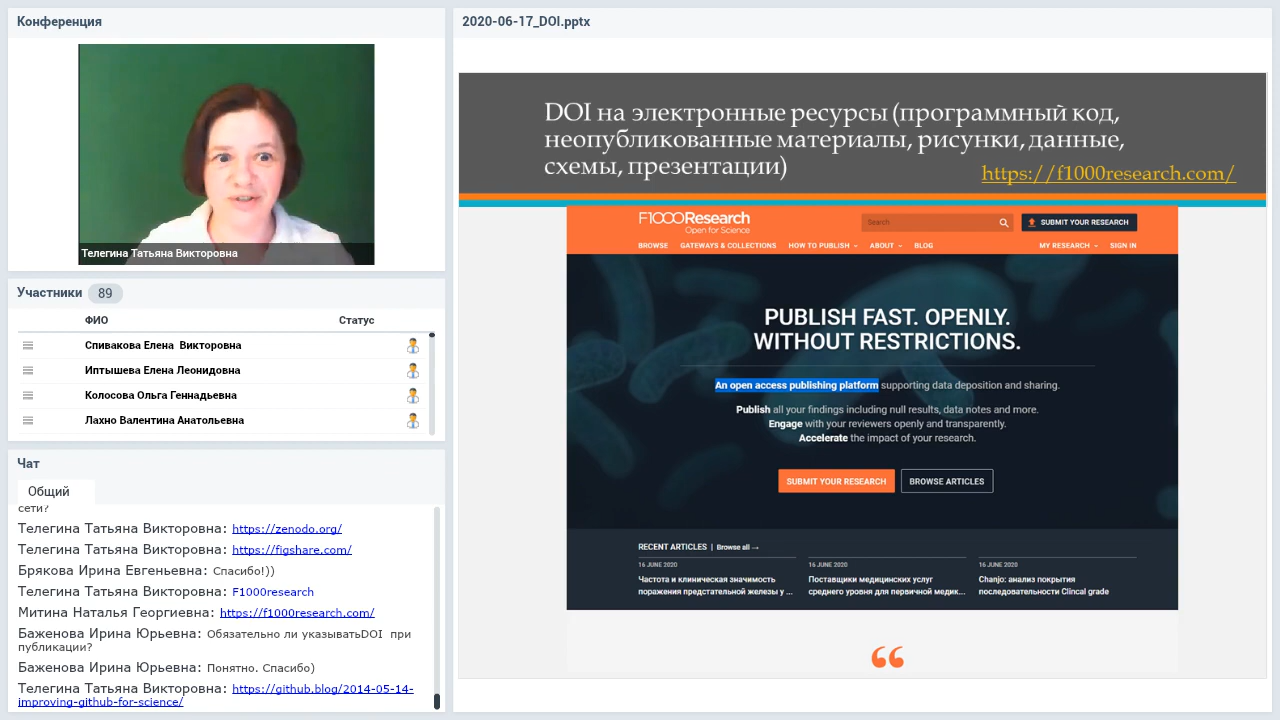 Конференция
Телегина Татьяна Викторовна
Участники 89
ФИО Статус
Спивакова Елена Викторовна
Иптышева Елена Леонидовна
Колосова Ольга Геннадьевна
Лахно Валентина Анатольевна
Чат
Общий
сети?
Телегина Татьяна Викторовна: https://zenodo.org/
Телегина Татьяна Викторовна: https://figshare.com/
Брякова Ирина Евгеньевна: Спасибо!))
Телегина Татьяна Викторовна: F1000research
Митина Наталья Георгиевна: https://f1000research.com/
Баженова Ирина Юрьевна: Обязательно ли указыватьDOI при
публикации?
Баженова Ирина Юрьевна: Понятно. Спасибо)
Телегина Татьяна Викторовна: https://github.blog/2014-05-14-
improving-github-for-science/
2020-06-17_DOI.pptx
DOI на электронные ресурсы (программный код,
неопубликованные материалы, рисунки, данные,
схемы, презентации)
https://f1000research.com/
F1000Research
Open for Science
Search
SUBMIT YOUR RESEARCH
BROWSE GATEWAYS & COLLECTIONS HOW TO PUBLISH ABOUT BLOG MY RESEARCH SIGN IN
PUBLISH FAST. OPENLY.
WITHOUT RESTRICTIONS.
An open access publishing platform supporting data deposition and sharing.
Publish all your findings including null results, data notes and more.
Engage with your reviewers openly and transparently.
Accelerate the impact of your research.
SUBMIT YOUR RESEARCH BROWSE ARTICLES
RECENT ARTICLES | Browse all →
16 JUNE 2020 16 JUNE 2020 16 JUNE 2020
Частота и клиническая значимость
поражения предстательной железы у ...
Поставщики медицинских услуг
среднего уровня для первичной медик...
Chanjo: анализ покрытия
последовательности Clincal grade
“